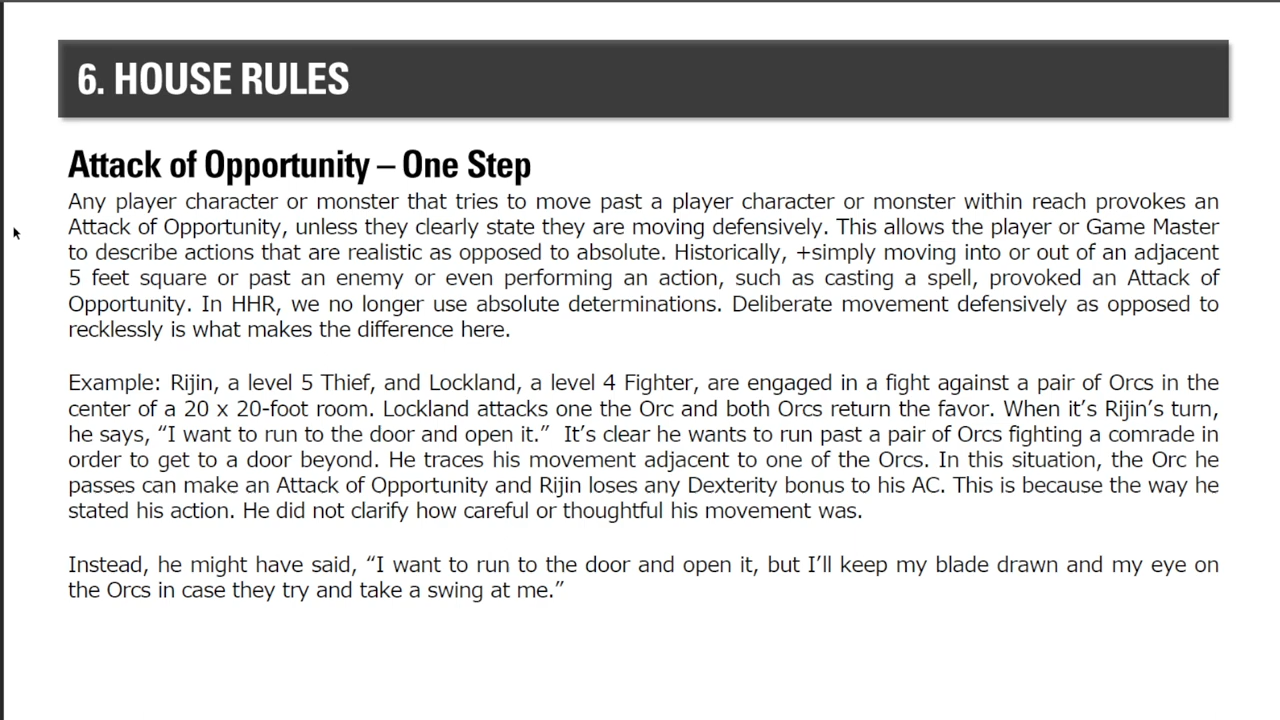 6. HOUSE RULES
Attack of Opportunity – One Step
Any player character or monster that tries to move past a player character or monster within reach provokes an
Attack of Opportunity, unless they clearly state they are moving defensively. This allows the player or Game Master
to describe actions that are realistic as opposed to absolute. Historically, +simply moving into or out of an adjacent
5 feet square or past an enemy or even performing an action, such as casting a spell, provoked an Attack of
Opportunity. In HHR, we no longer use absolute determinations. Deliberate movement defensively as opposed to
recklessly is what makes the difference here.
Example: Rijin, a level 5 Thief, and Lockland, a level 4 Fighter, are engaged in a fight against a pair of Orcs in the
center of a 20 x 20-foot room. Lockland attacks one the Orc and both Orcs return the favor. When it’s Rijin’s turn,
he says, “I want to run to the door and open it.”  It’s clear he wants to run past a pair of Orcs fighting a comrade in
order to get to a door beyond. He traces his movement adjacent to one of the Orcs. In this situation, the Orc he
passes can make an Attack of Opportunity and Rijin loses any Dexterity bonus to his AC. This is because the way he
stated his action. He did not clarify how careful or thoughtful his movement was.
Instead, he might have said, “I want to run to the door and open it, but I’ll keep my blade drawn and my eye on
the Orcs in case they try and take a swing at me.”